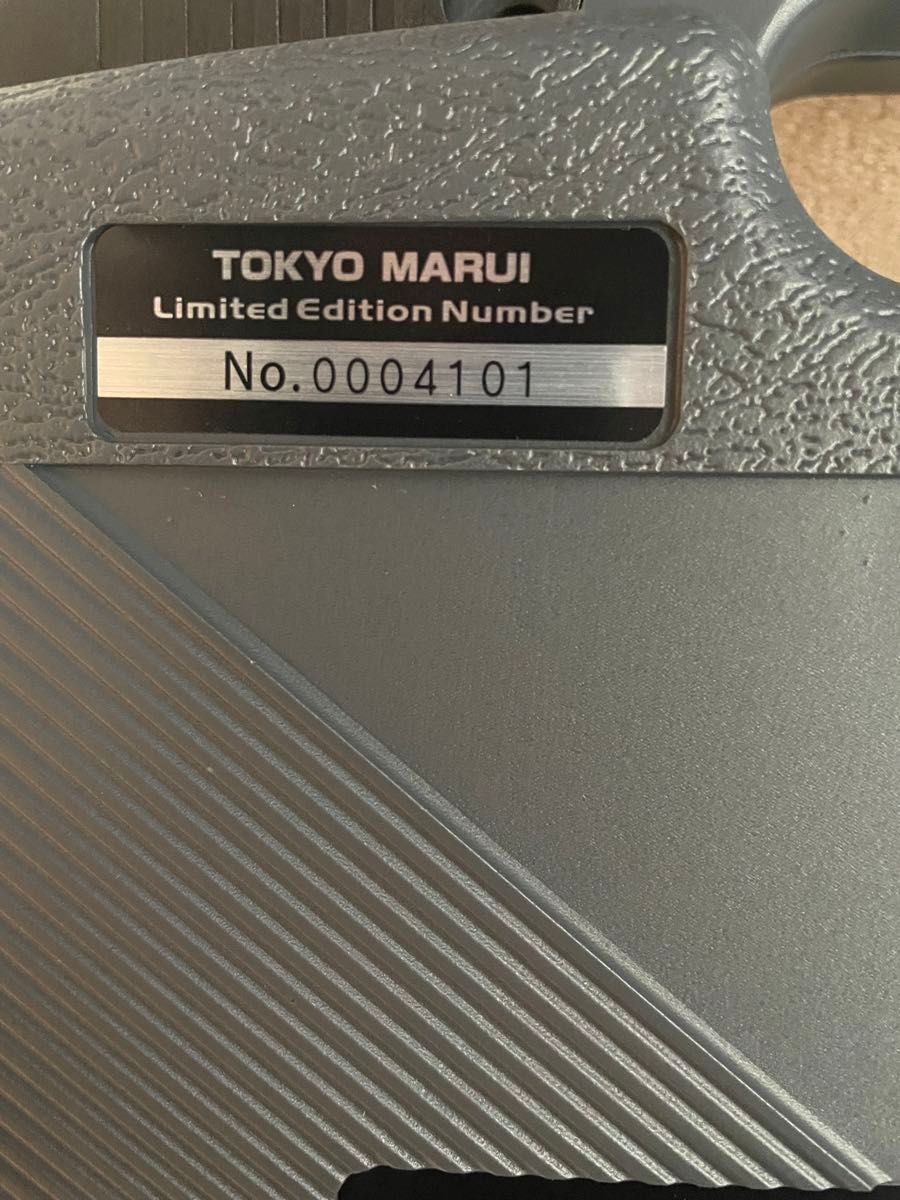 TOKYO MARUI
Limited Edition Number
No.0004101